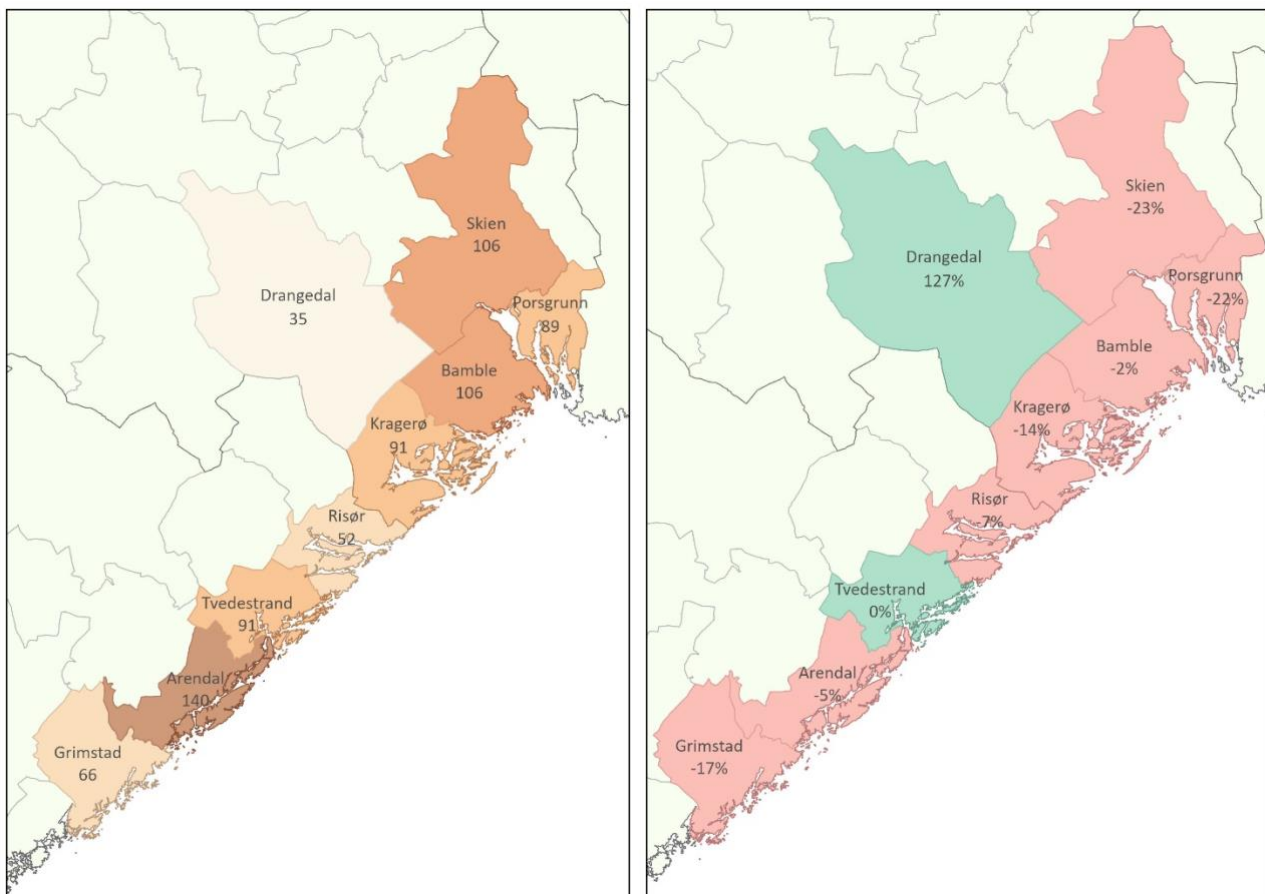 Skien
106
Drangedal
35
Porsgrunn
89
Bamble
106
Kragerø
91
Risør
52
Tvedestrand
91
Arendal
140
Grimstad
66
Skien
-23%
Drangedal
127%
Porsgrunn
-22%
Bamble
-2%
Kragerø
-14%
Risør
-7%
Tvedestrand
0%
Arendal
-5%
Grimstad
-17%